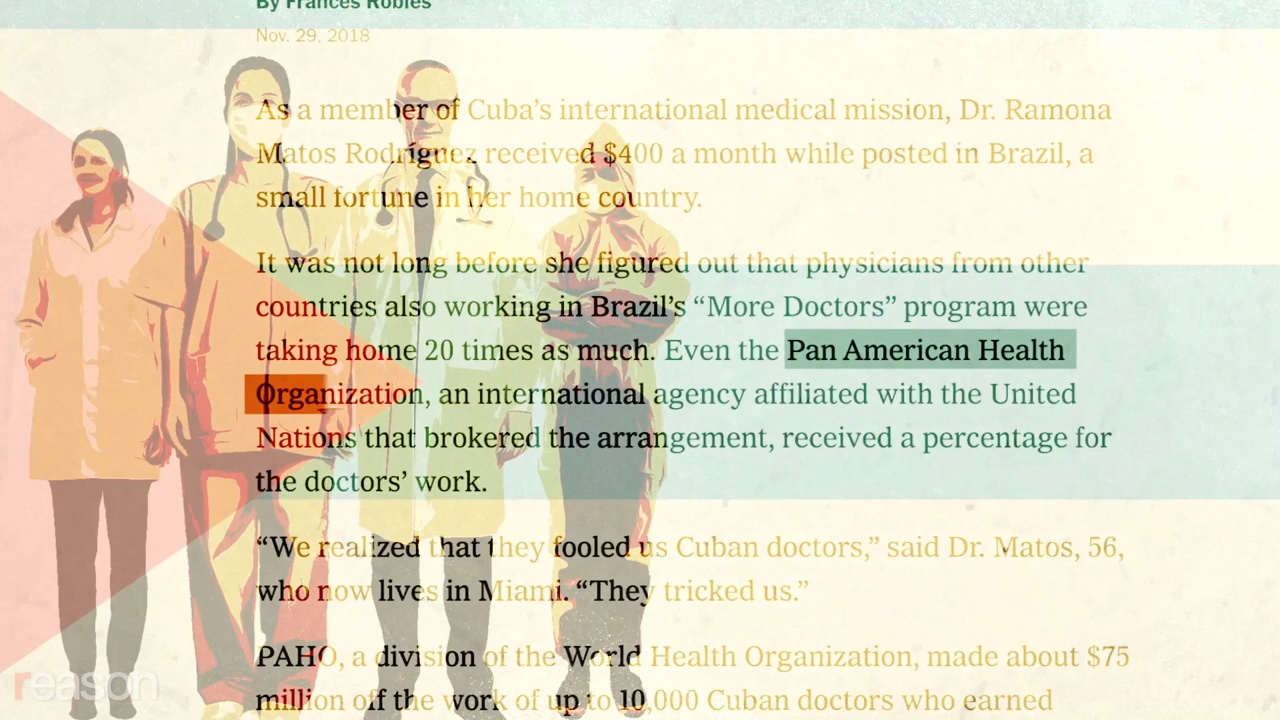 By Frances Robles
Nov. 29, 2018
As a member of Cuba’s international medical mission, Dr. Ramona
Matos Rodríguez received $400 a month while posted in Brazil, a
small fortune in her home country.
It was not long before she figured out that physicians from other
countries also working in Brazil’s “More Doctors” program were
taking home 20 times as much. Even the Pan American Health
Organization, an international agency affiliated with the United
Nations that brokered the arrangement, received a percentage for
the doctors’ work.
“We realized that they fooled us Cuban doctors,” said Dr. Matos, 56,
who now lives in Miami. “They tricked us.”
PAHO, a division of the World Health Organization, made about $75
million off the work of up to 10,000 Cuban doctors who earned
reason